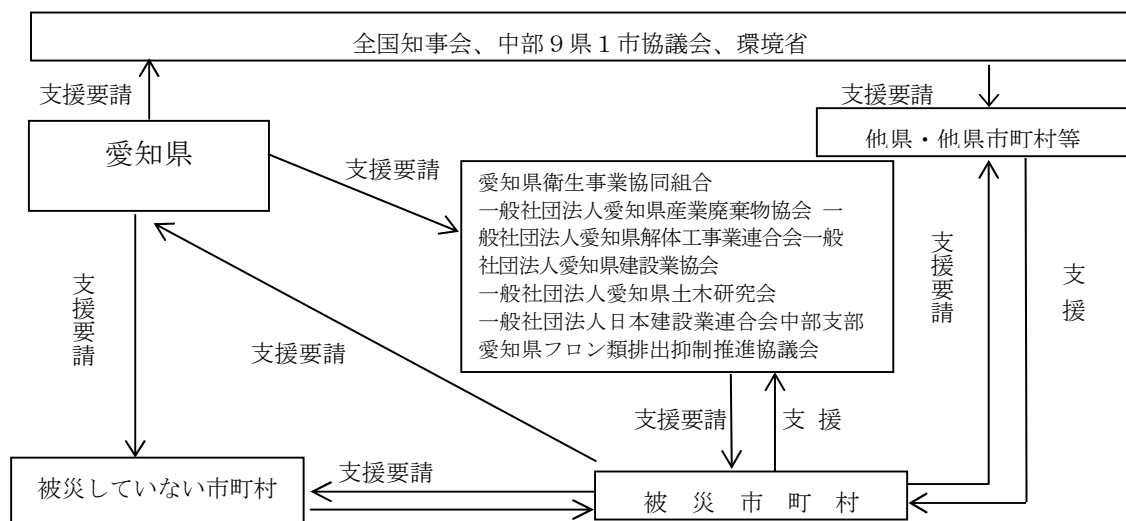 全国知事会、中部９県１市協議会、環境省
支援要請
支援要請
愛知県
他県・他県市町村等
支援要請
愛知県衛生事業協同組合
一般社団法人愛知県産業廃棄物協会 一
般社団法人愛知県解体工事業連合会一般
社団法人愛知県建設業協会
一般社団法人愛知県土木研究会
一般社団法人日本建設業連合会中部支部
愛知県フロン類排出抑制推進協議会
支援要請
支援要請
支援要請
支 援
支援要請
支 援
被災していない市町村
支援要請
被 災 市 町 村